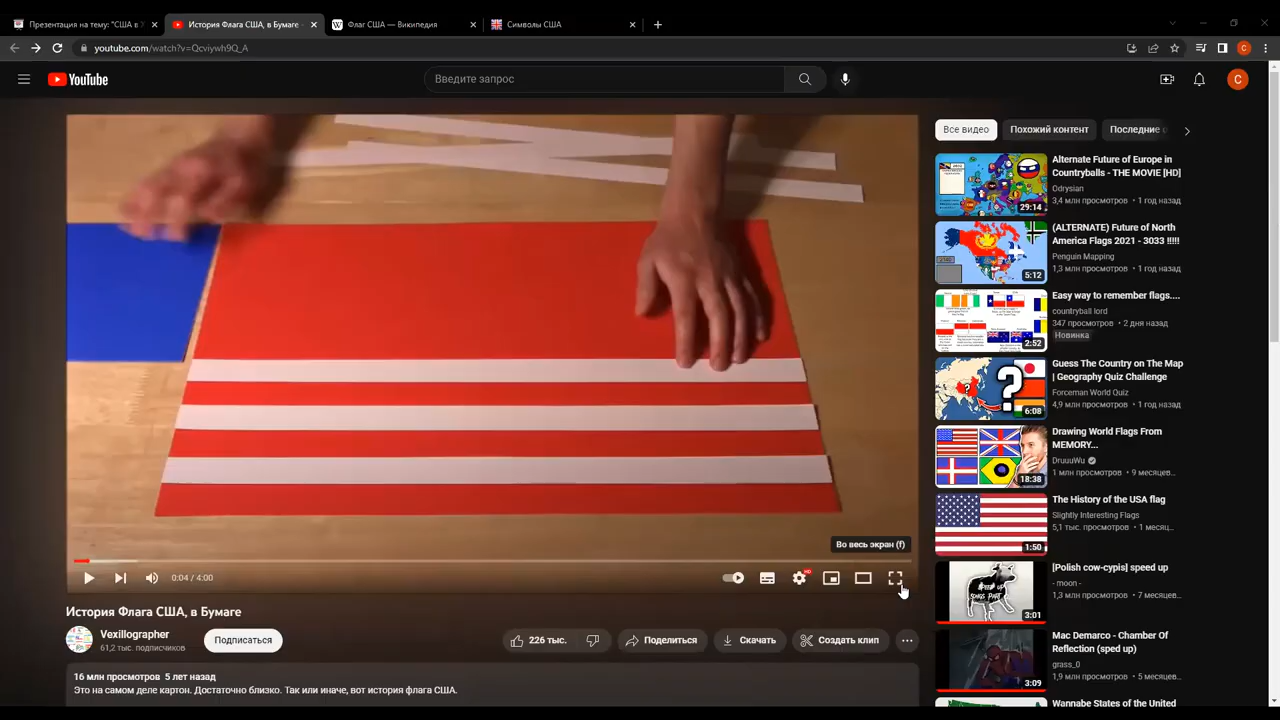 Презентация на тему: "США в
История Флага США, в Бумаге
Флаг США — Википедия
Символы США
youtube.com/watch?v=Qcviywh9Q_A
YouTube
Введите запрос
C
C
Все видео
Похожий контент
Последние
Alternate Future of Europe in
Countryballs - THE MOVIE [HD]
Odrysian
3,4 млн просмотров • 1 год назад
29:14
(ALTERNATE) Future of North
America Flags 2021 - 3033 !!!!!
Penguin Mapping
1,3 млн просмотров • 1 год назад
5:12
Easy way to remember flags....
countryball lord
347 просмотров • 2 дня назад
Новинка
2:52
Guess The Country on The Map
| Geography Quiz Challenge
Forceman World Quiz
4,9 млн просмотров • 1 год назад
6:08
Drawing World Flags From
MEMORY...
DruuuWu
1 млн просмотров • 9 месяцев...
18:38
The History of the USA flag
Slightly Interesting Flags
5,1 тыс. просмотров • 1 месяц...
1:50
[Polish cow-cypis] speed up
- moon -
1,3 млн просмотров • 7 месяцев...
3:01
Mac Demarco - Chamber Of
Reflection (sped up)
grass_0
1,9 млн просмотров • 5 месяцев...
3:09
Wannabe States of the United
Во весь экран (f)
0:04 / 4:00
HD
История Флага США, в Бумаге
Vexillographer
61,2 тыс. подписчиков
Подписаться
226 тыс.
Поделиться
Скачать
Создать клип
16 млн просмотров 5 лет назад
Это на самом деле картон. Достаточно близко. Так или иначе, вот история флага США.